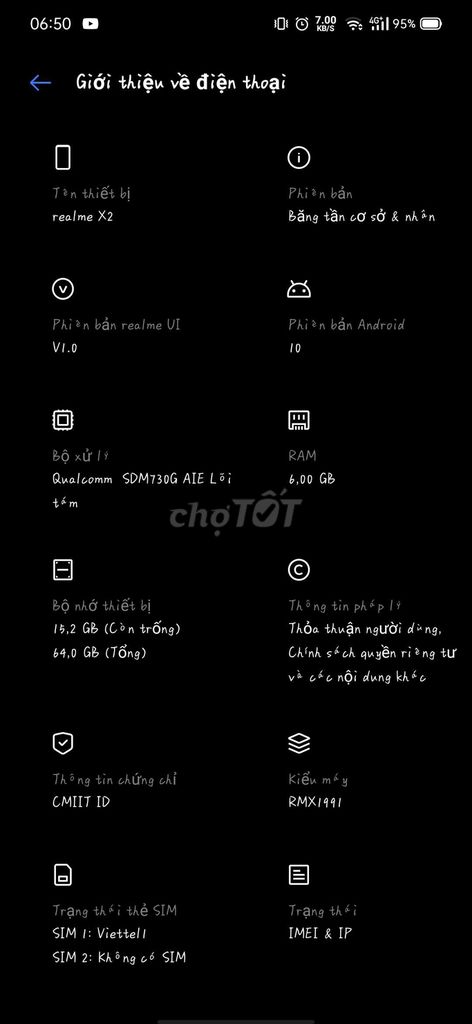 06:50
7.00 KB/S
4G+
95%
Giới thiệu về điện thoại
Tên thiết bị
realme X2
Phiên bản
Băng tần cơ sở & nhân
Phiên bản realme UI
V1.0
Phiên bản Android
10
Bộ xử lý
Qualcomm SDM730G AIE Lõi
tám
RAM
6,00 GB
chợTỐT
Bộ nhớ thiết bị
15,2 GB (Còn trống)
64,0 GB (Tổng)
Thông tin pháp lý
Thỏa thuận người dùng,
Chính sách quyền riêng tư
và các nội dung khác
Thông tin chứng chỉ
CMIIT ID
Kiểu máy
RMX1991
Trạng thái thẻ SIM
SIM 1: Viettel1
SIM 2: Không có SIM
Trạng thái
IMEI & IP